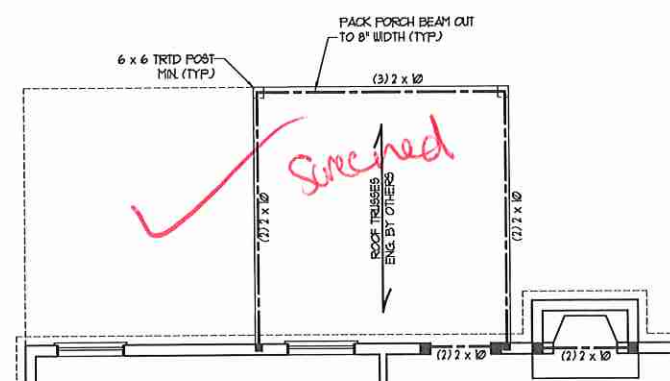 PACK PORCH BEAM OUT
TO 8" WIDTH (TYP.)
6 x 6 TRTD POST
MIN. (TYP.)
(3) 2 x 10
Screened
(2) 2 x 10
ROOF TRUSSES
ENG. BY OTHERS
(2) 2 x 10
(2) 2 x 10
(2) 2 x 10